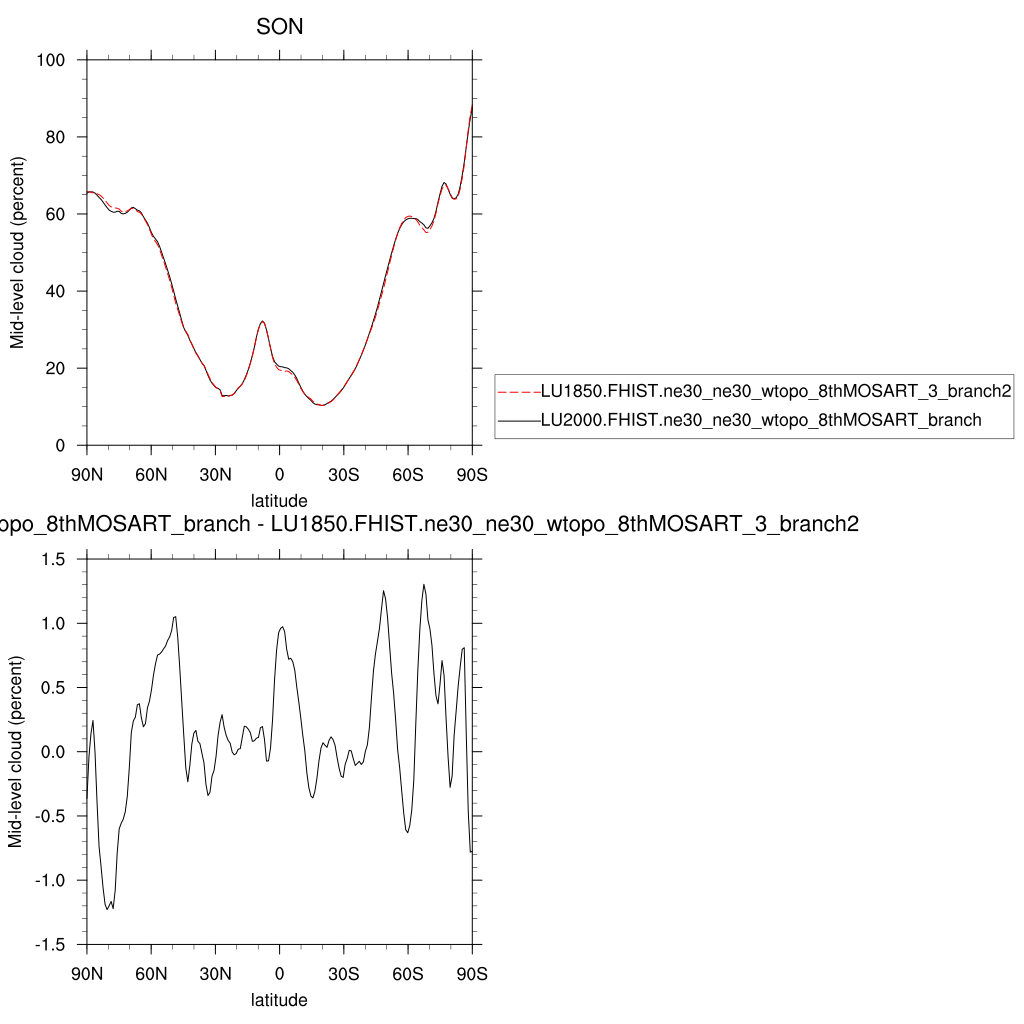 SON
100
80
60
40
20
0
Mid-level cloud (percent)
90N 60N 30N 0 30S 60S 90S
latitude
LU1850.FHIST.ne30_ne30_wtopo_8thMOSART_3_branch2
LU2000.FHIST.ne30_ne30_wtopo_8thMOSART_branch
opo_8thMOSART_branch - LU1850.FHIST.ne30_ne30_wtopo_8thMOSART_3_branch2
1.5
1.0
0.5
0.0
-0.5
-1.0
-1.5
Mid-level cloud (percent)
90N 60N 30N 0 30S 60S 90S
latitude